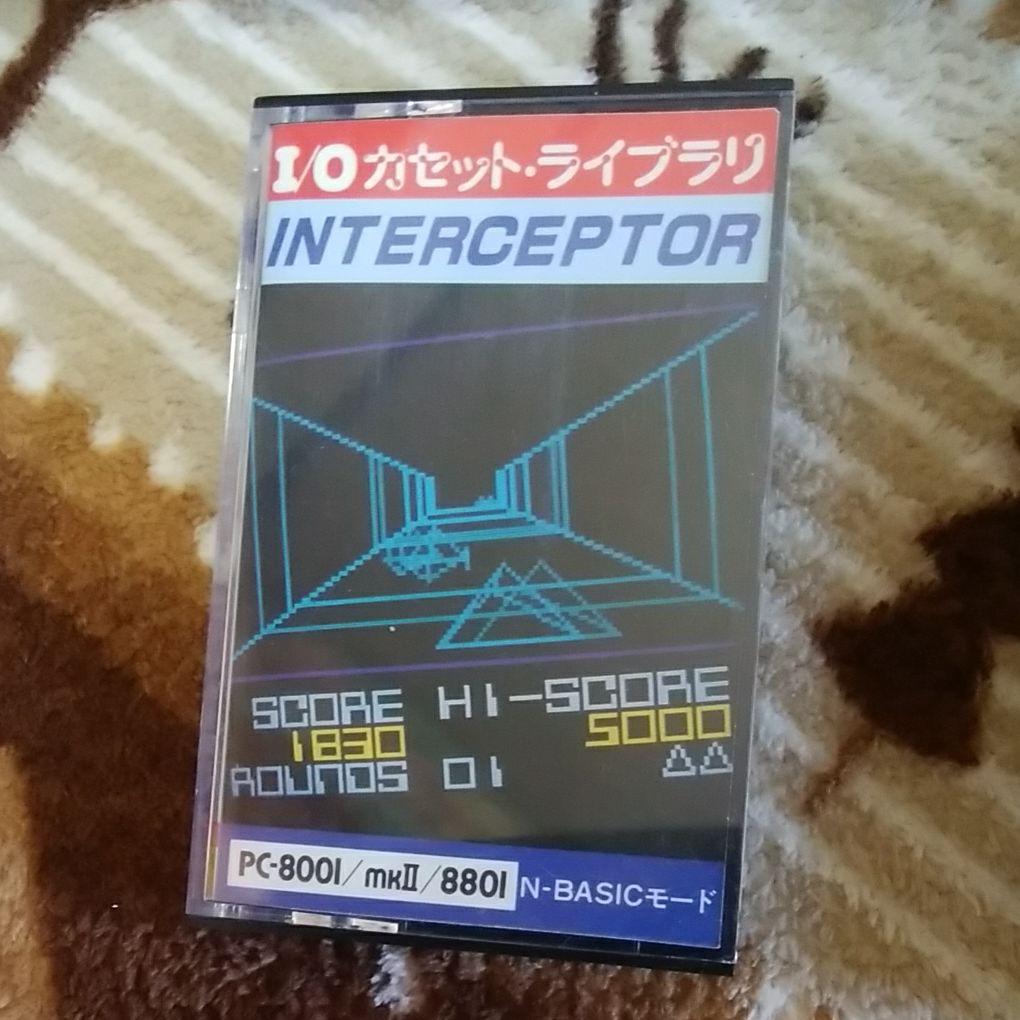 I/O カセット・ライブラリ
INTERCEPTOR
SCORE HI-SCORE
1830 5000
ROUNDS 01
PC-8001/mkⅡ/8801 N-BASICモード